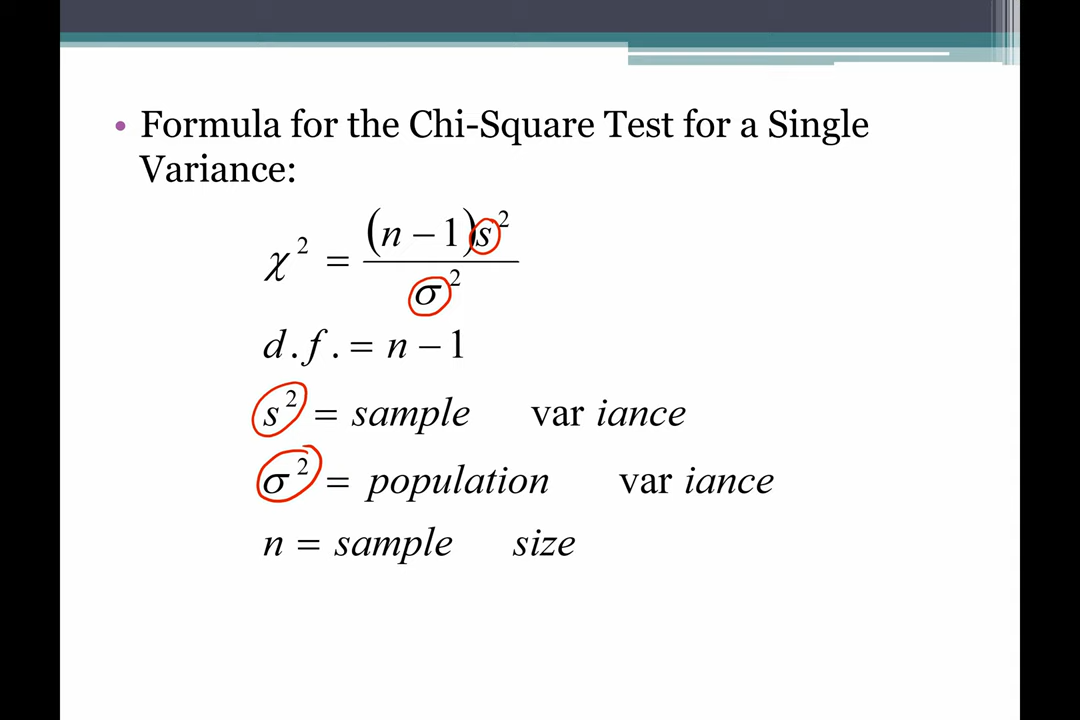 • Formula for the Chi-Square Test for a Single
Variance:
χ² = (n − 1)s² / σ²
d.f. = n − 1
s² = sample variance
σ² = population variance
n = sample size